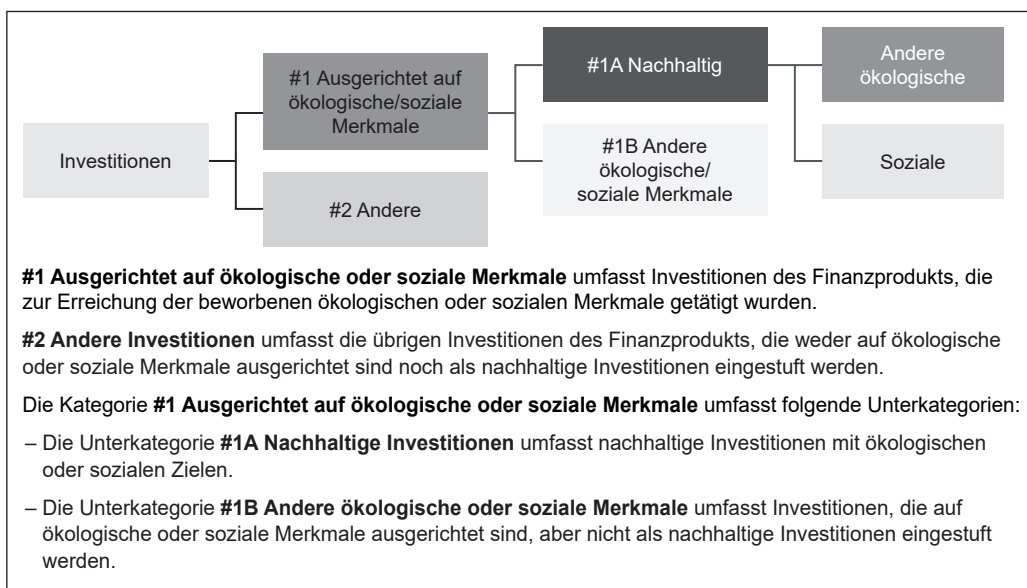 Investitionen
#1 Ausgerichtet auf
ökologische/soziale
Merkmale
#2 Andere
#1A Nachhaltig
#1B Andere
ökologische/
soziale Merkmale
Andere
ökologische
Soziale
#1 Ausgerichtet auf ökologische oder soziale Merkmale umfasst Investitionen des Finanzprodukts, die
zur Erreichung der beworbenen ökologischen oder sozialen Merkmale getätigt wurden.
#2 Andere Investitionen umfasst die übrigen Investitionen des Finanzprodukts, die weder auf ökologische
oder soziale Merkmale ausgerichtet sind noch als nachhaltige Investitionen eingestuft werden.
Die Kategorie #1 Ausgerichtet auf ökologische oder soziale Merkmale umfasst folgende Unterkategorien:
– Die Unterkategorie #1A Nachhaltige Investitionen umfasst nachhaltige Investitionen mit ökologischen
oder sozialen Zielen.
– Die Unterkategorie #1B Andere ökologische oder soziale Merkmale umfasst Investitionen, die auf
ökologische oder soziale Merkmale ausgerichtet sind, aber nicht als nachhaltige Investitionen eingestuft
werden.